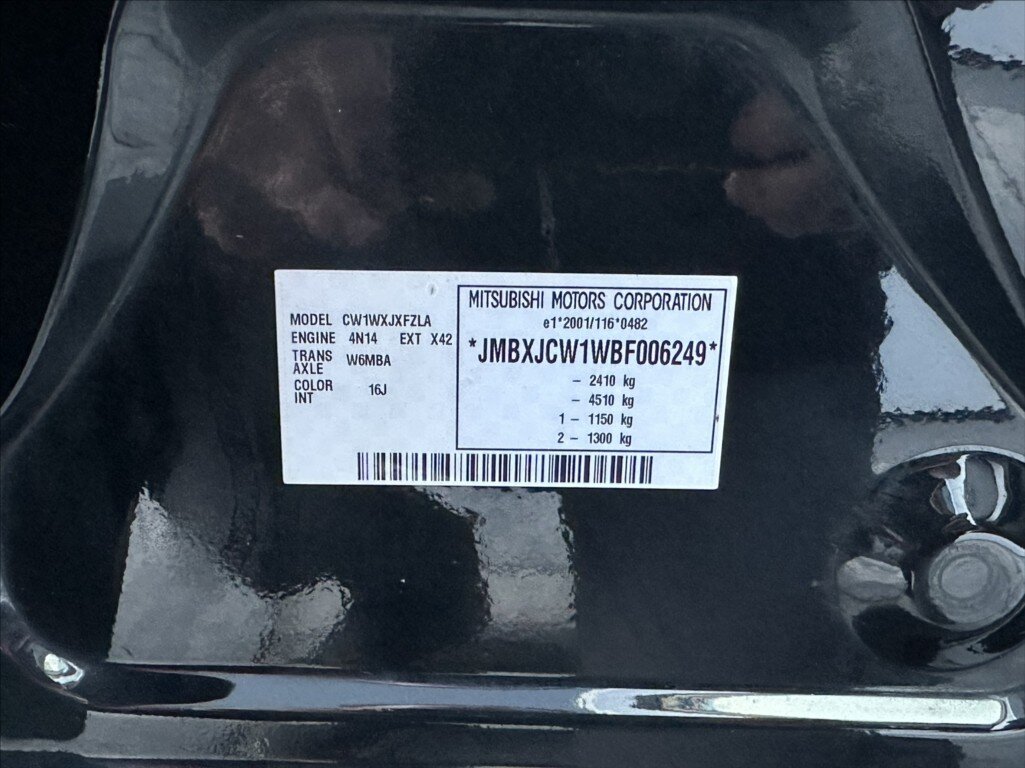 MODEL CW1WXJXFZLA
ENGINE 4N14 EXT X42
TRANS AXLE W6MBA
COLOR INT 16J
MITSUBISHI MOTORS CORPORATION
e1*2001/116*0482
*JMBXJCW1WBF006249*
– 2410 kg
– 4510 kg
1 – 1150 kg
2 – 1300 kg